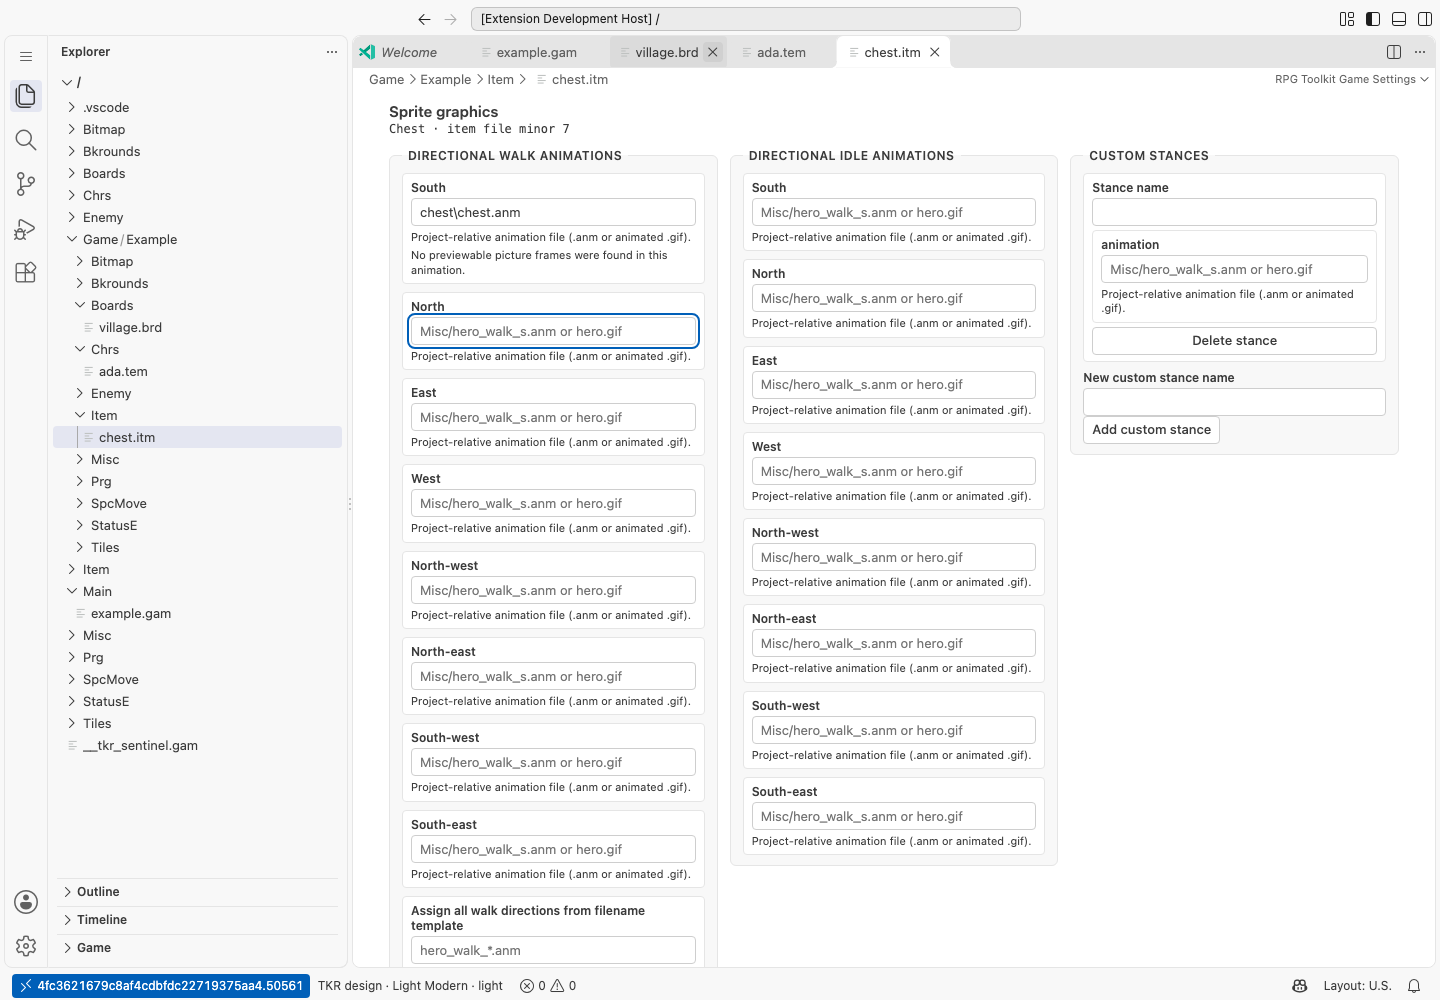 [Extension Development Host] /
Explorer
/
.vscode
Bitmap
Bkrounds
Boards
Chrs
Enemy
Game / Example
Bitmap
Bkrounds
Boards
village.brd
Chrs
ada.tem
Enemy
Item
chest.itm
Misc
Prg
SpcMove
StatusE
Tiles
Item
Main
example.gam
Misc
Prg
SpcMove
StatusE
Tiles
__tkr_sentinel.gam
Outline
Timeline
Game
Welcome
example.gam
village.brd
ada.tem
chest.itm
Game > Example > Item > chest.itm
RPG Toolkit Game Settings
Sprite graphics
Chest · item file minor 7
DIRECTIONAL WALK ANIMATIONS
South
chest\chest.anm
Project-relative animation file (.anm or animated .gif).
No previewable picture frames were found in this
animation.
North
Misc/hero_walk_s.anm or hero.gif
Project-relative animation file (.anm or animated .gif).
East
Misc/hero_walk_s.anm or hero.gif
Project-relative animation file (.anm or animated .gif).
West
Misc/hero_walk_s.anm or hero.gif
Project-relative animation file (.anm or animated .gif).
North-west
Misc/hero_walk_s.anm or hero.gif
Project-relative animation file (.anm or animated .gif).
North-east
Misc/hero_walk_s.anm or hero.gif
Project-relative animation file (.anm or animated .gif).
South-west
Misc/hero_walk_s.anm or hero.gif
Project-relative animation file (.anm or animated .gif).
South-east
Misc/hero_walk_s.anm or hero.gif
Project-relative animation file (.anm or animated .gif).
Assign all walk directions from filename
template
hero_walk_*.anm
DIRECTIONAL IDLE ANIMATIONS
South
Misc/hero_walk_s.anm or hero.gif
Project-relative animation file (.anm or animated .gif).
North
Misc/hero_walk_s.anm or hero.gif
Project-relative animation file (.anm or animated .gif).
East
Misc/hero_walk_s.anm or hero.gif
Project-relative animation file (.anm or animated .gif).
West
Misc/hero_walk_s.anm or hero.gif
Project-relative animation file (.anm or animated .gif).
North-west
Misc/hero_walk_s.anm or hero.gif
Project-relative animation file (.anm or animated .gif).
North-east
Misc/hero_walk_s.anm or hero.gif
Project-relative animation file (.anm or animated .gif).
South-west
Misc/hero_walk_s.anm or hero.gif
Project-relative animation file (.anm or animated .gif).
South-east
Misc/hero_walk_s.anm or hero.gif
Project-relative animation file (.anm or animated .gif).
CUSTOM STANCES
Stance name
animation
Misc/hero_walk_s.anm or hero.gif
Project-relative animation file (.anm or animated
.gif).
Delete stance
New custom stance name
Add custom stance
4fc3621679c8af4cdbfdc22719375aa4.50561
TKR design · Light Modern · light
0 0
Layout: U.S.